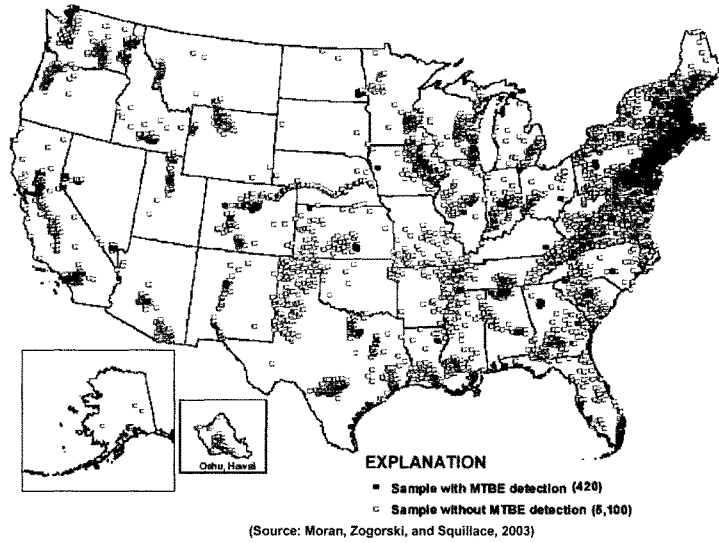 Oahu, Hawaii
EXPLANATION
Sample with MTBE detection (420)
Sample without MTBE detection (5,100)
(Source: Moran, Zogorski, and Squillace, 2003)